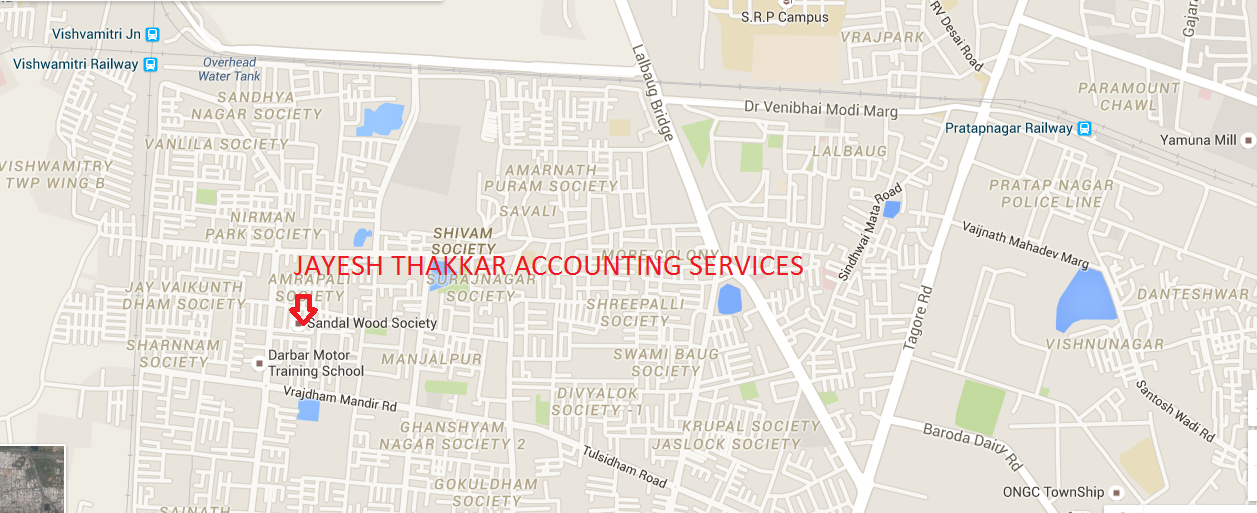 S.R.P Campus
RV Desai Road
Vishvamitri Jn
VRAJPARK
Vishwamitri Railway
Overhead
Water Tank
Lalbaug Bridge
PARAMOUNT
CHAWL
SANDHYA
NAGAR SOCIETY
Dr Venibhai Modi Marg
Pratapnagar Railway
Yamuna Mill
VANLILA SOCIETY
LALBAUG
VISHWAMITRY
TWP WING B
AMARNATH
PURAM SOCIETY
PRATAP NAGAR
POLICE LINE
Sindhwai Mata Road
SAVALI
NIRMAN
PARK SOCIETY
SHIVAM
SOCIETY
Vaijnath Mahadev Marg
MORE COLONY
JAYESH THAKKAR ACCOUNTING SERVICES
AMRAPALI
SOCIETY
SURAJNAGAR
SOCIETY
JAY VAIKUNTH
DHAM SOCIETY
DANTESHWAR
SHREEPALLI
SOCIETY
Tagore Rd
Sandal Wood Society
SHARNNAM
SOCIETY
VISHNUNAGAR
Darbar Motor
Training School
MANJALPUR
SWAMI BAUG
SOCIETY
Vrajdham Mandir Rd
DIVYALOK
SOCIETY -1
Santosh Wadi Rd
GHANSHYAM
NAGAR SOCIETY 2
KRUPAL SOCIETY
JASLOCK SOCIETY
Baroda Dairy Rd
Tulsidham Road
GOKULDHAM
SOCIETY
ONGC TownShip
SAINATH